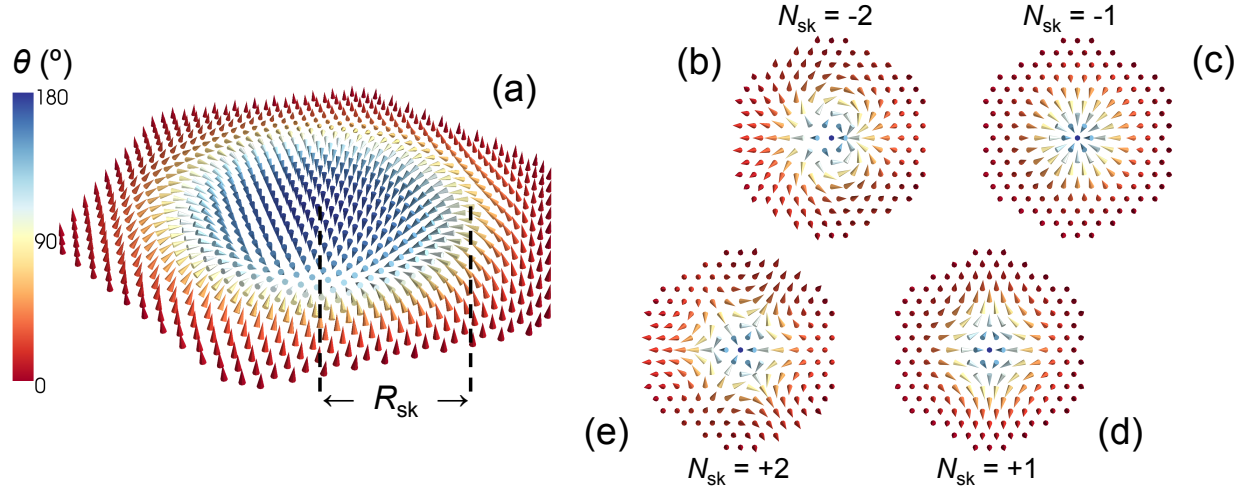 θ (º)
180
90
0
(a)
← R_sk →
N_sk = -2
(b)
N_sk = -1
(c)
(e)
N_sk = +2
N_sk = +1
(d)